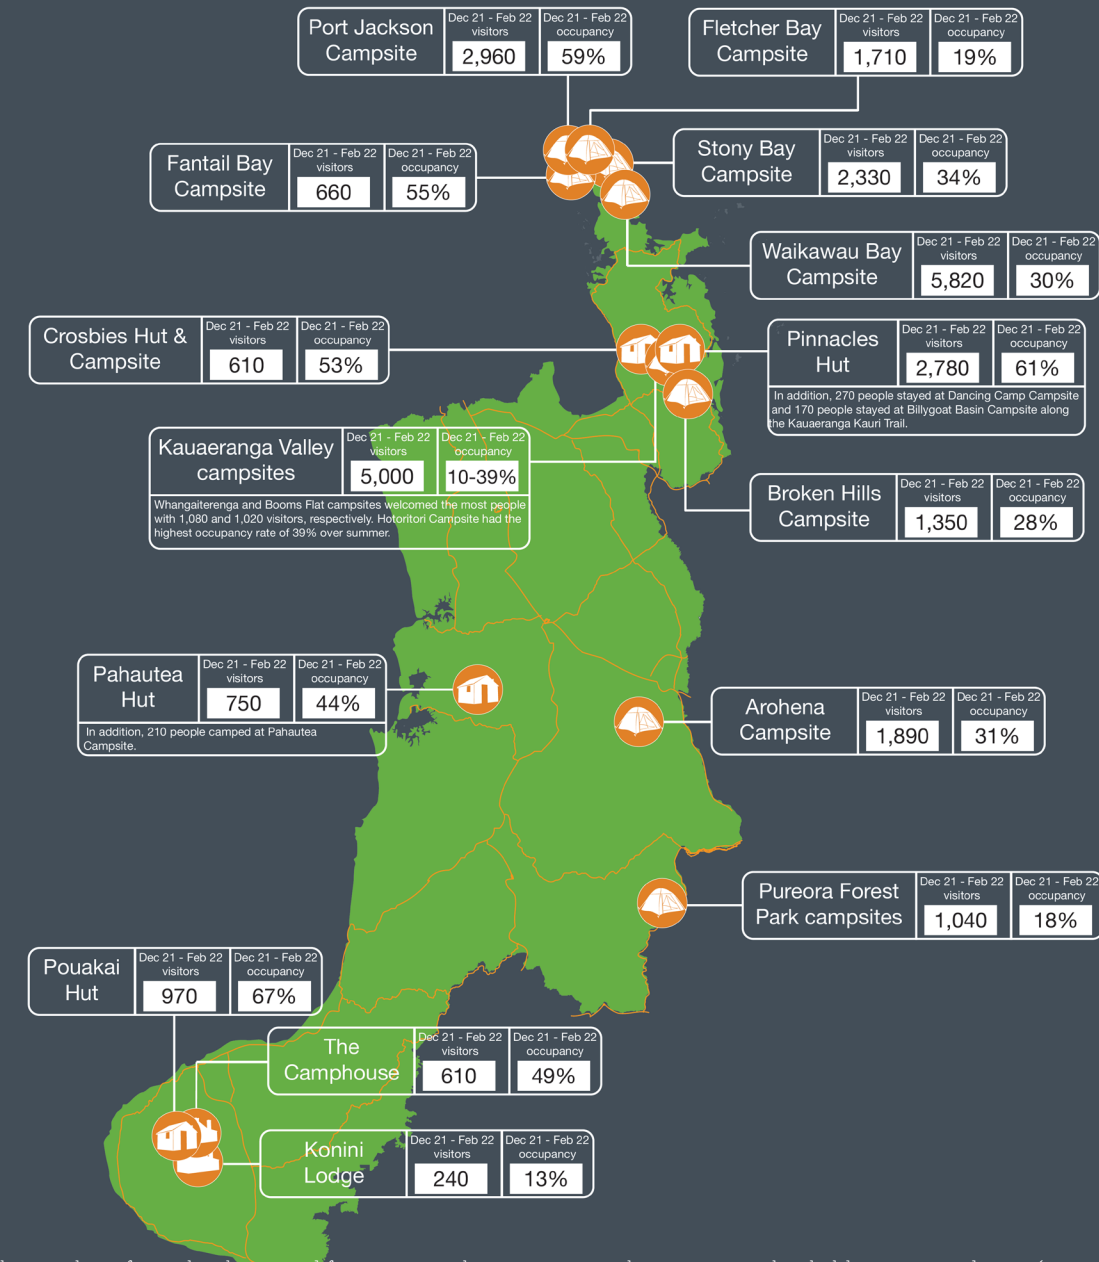 Port Jackson
Campsite
Dec 21 - Feb 22
visitors
2,960
Dec 21 - Feb 22
occupancy
59%
Fletcher Bay
Campsite
Dec 21 - Feb 22
visitors
1,710
Dec 21 - Feb 22
occupancy
19%
Fantail Bay
Campsite
Dec 21 - Feb 22
visitors
660
Dec 21 - Feb 22
occupancy
55%
Stony Bay
Campsite
Dec 21 - Feb 22
visitors
2,330
Dec 21 - Feb 22
occupancy
34%
Waikawau Bay
Campsite
Dec 21 - Feb 22
visitors
5,820
Dec 21 - Feb 22
occupancy
30%
Crosbies Hut &
Campsite
Dec 21 - Feb 22
visitors
610
Dec 21 - Feb 22
occupancy
53%
Pinnacles
Hut
Dec 21 - Feb 22
visitors
2,780
Dec 21 - Feb 22
occupancy
61%
In addition, 270 people stayed at Dancing Camp Campsite
and 170 people stayed at Billygoat Basin Campsite along
the Kauaeranga Kauri Trail.
Kauaeranga Valley
campsites
Dec 21 - Feb 22
visitors
5,000
Dec 21 - Feb 22
occupancy
10-39%
Whangaiterenga and Booms Flat campsites welcomed the most people
with 1,080 and 1,020 visitors, respectively. Hotoritori Campsite had the
highest occupancy rate of 39% over summer.
Broken Hills
Campsite
Dec 21 - Feb 22
visitors
1,350
Dec 21 - Feb 22
occupancy
28%
Pahautea
Hut
Dec 21 - Feb 22
visitors
750
Dec 21 - Feb 22
occupancy
44%
In addition, 210 people camped at Pahautea
Campsite.
Arohena
Campsite
Dec 21 - Feb 22
visitors
1,890
Dec 21 - Feb 22
occupancy
31%
Pureora Forest
Park campsites
Dec 21 - Feb 22
visitors
1,040
Dec 21 - Feb 22
occupancy
18%
Pouakai
Hut
Dec 21 - Feb 22
visitors
970
Dec 21 - Feb 22
occupancy
67%
The
Camphouse
Dec 21 - Feb 22
visitors
610
Dec 21 - Feb 22
occupancy
49%
Konini
Lodge
Dec 21 - Feb 22
visitors
240
Dec 21 - Feb 22
occupancy
13%